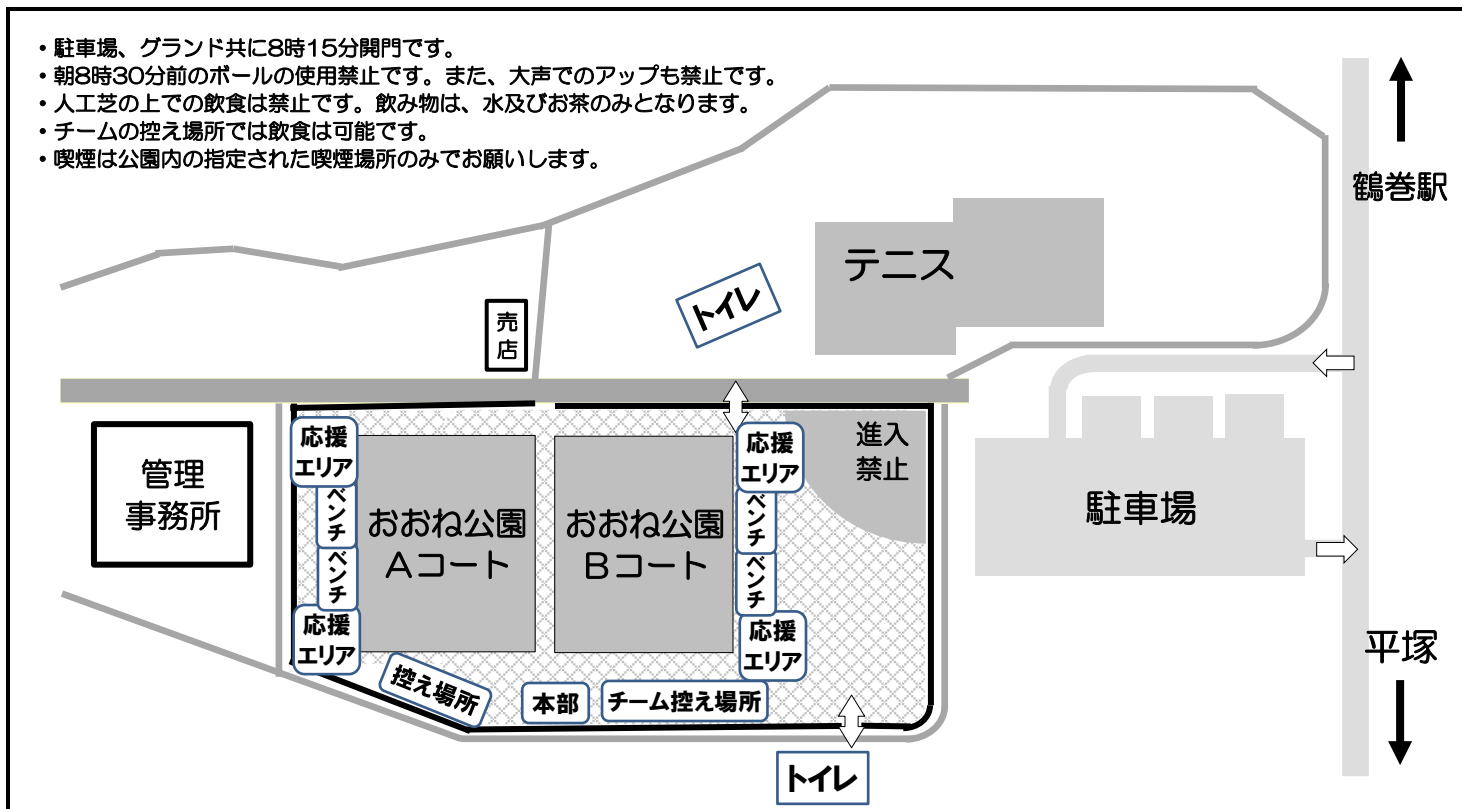 ・駐車場、グランド共に8時15分開門です。
・朝8時30分前のボールの使用禁止です。また、大声でのアップも禁止です。
・人工芝の上での飲食は禁止です。飲み物は、水及びお茶のみとなります。
・チームの控え場所では飲食は可能です。
・喫煙は公園内の指定された喫煙場所のみでお願いします。
鶴巻駅
テニス
トイレ
売店
応援
エリア
応援
エリア
進入
禁止
管理
事務所
ベンチ
おおね公園
Aコート
おおね公園
Bコート
ベンチ
駐車場
ベンチ
ベンチ
応援
エリア
応援
エリア
平塚
控え場所
本部
チーム控え場所
トイレ